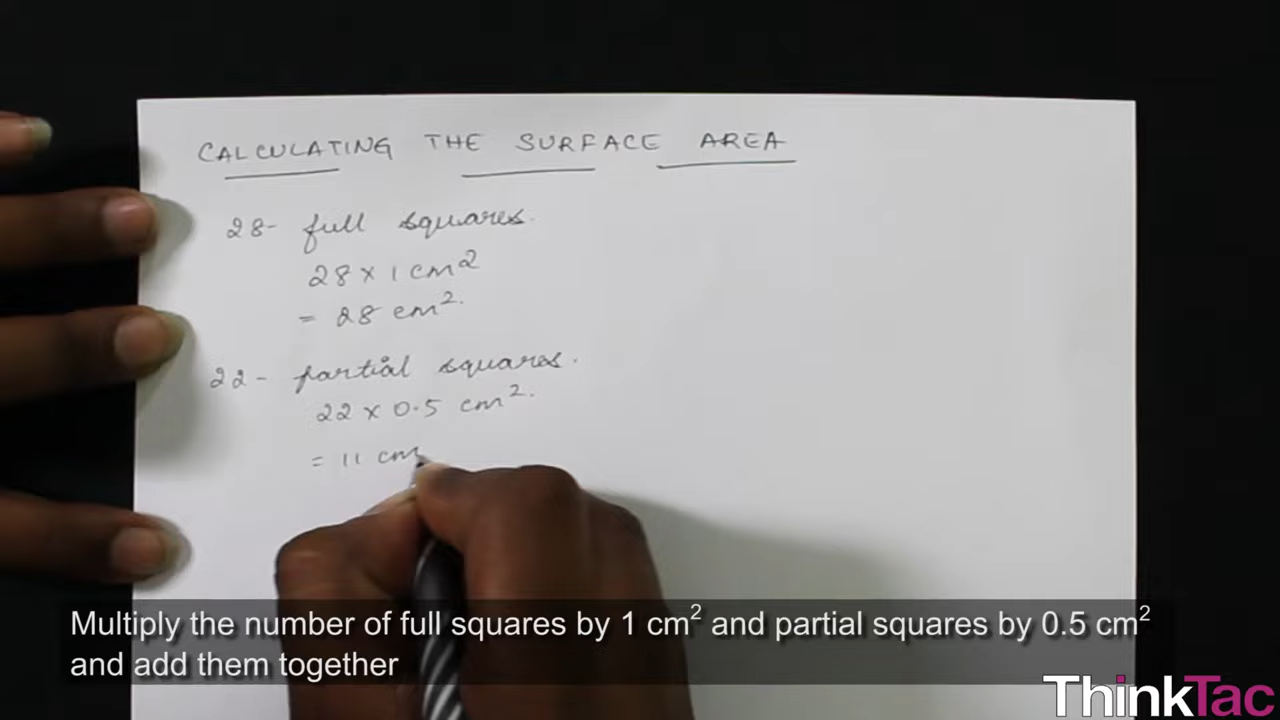 CALCULATING THE SURFACE AREA
28- full squares.
28 x 1 cm²
= 28 cm².
22- partial squares.
22 x 0.5 cm².
= 11 cm
Multiply the number of full squares by 1 cm² and partial squares by 0.5 cm²
and add them together
ThinkTac